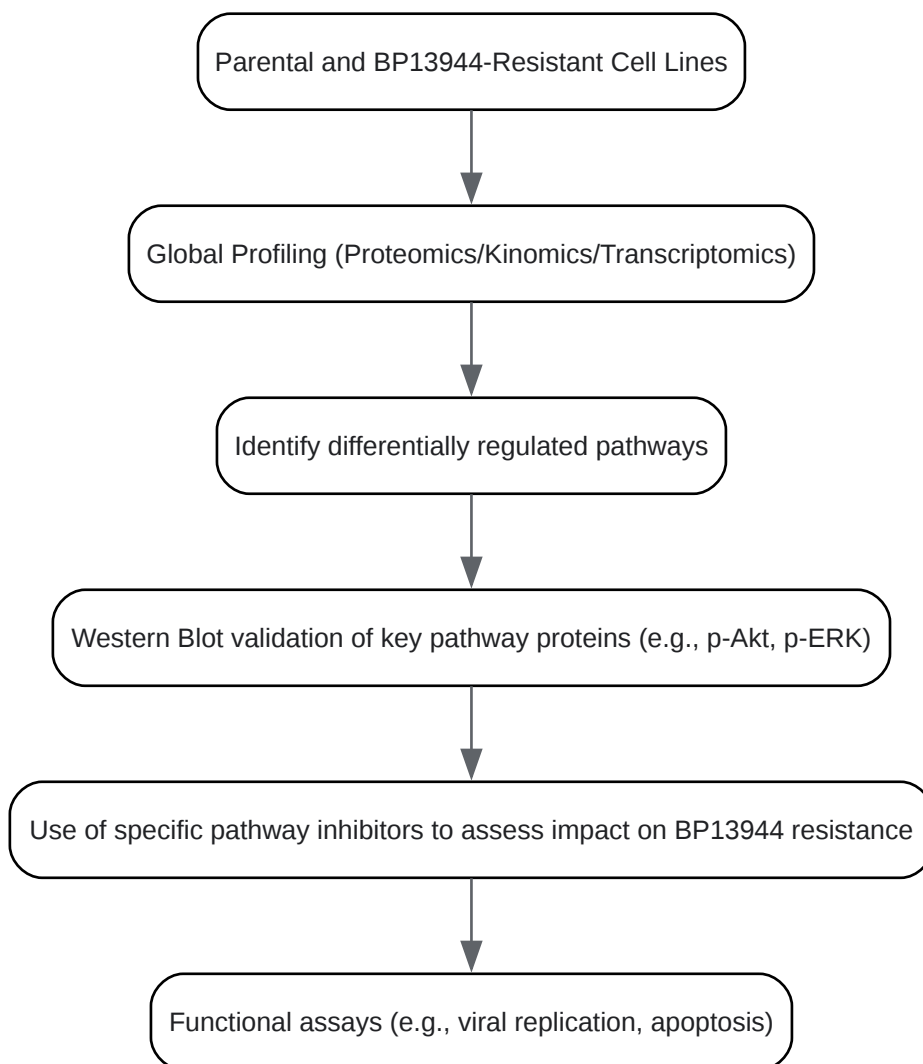 Parental and BP13944-Resistant Cell Lines
Global Profiling (Proteomics/Kinomics/Transcriptomics)
Identify differentially regulated pathways
Western Blot validation of key pathway proteins (e.g., p-Akt, p-ERK)
Use of specific pathway inhibitors to assess impact on BP13944 resistance
Functional assays (e.g., viral replication, apoptosis)